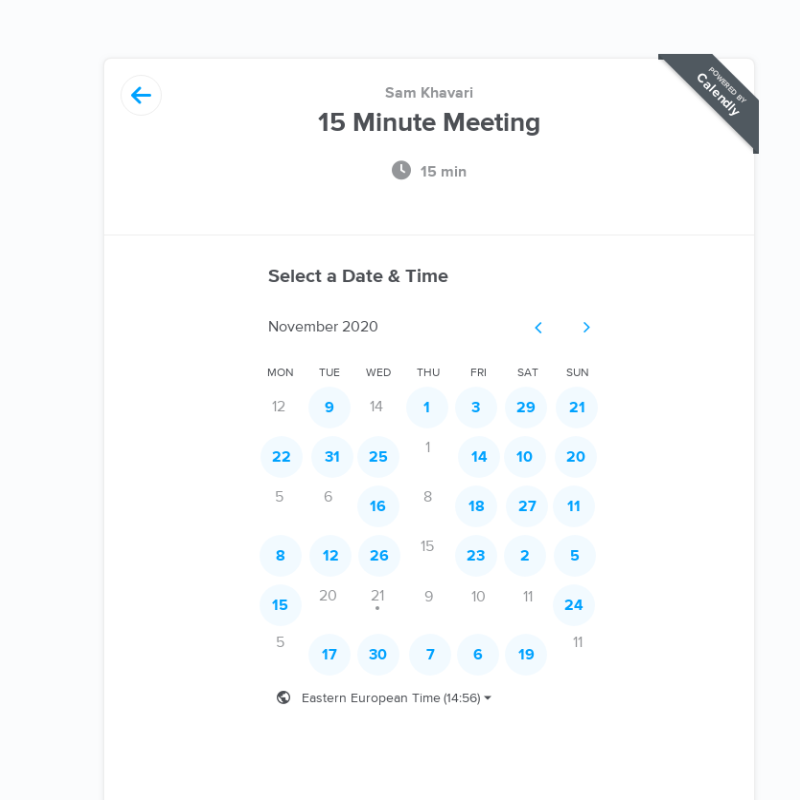 POWERED BY
Calendly
Sam Khavari
15 Minute Meeting
15 min
Select a Date & Time
November 2020
MON TUE WED THU FRI SAT SUN
12 9 14 1 3 29 21
22 31 25 1 14 10 20
5 6 16 8 18 27 11
8 12 26 15 23 2 5
15 20 21 9 10 11 24
5 17 30 7 6 19 11
Eastern European Time (14:56)